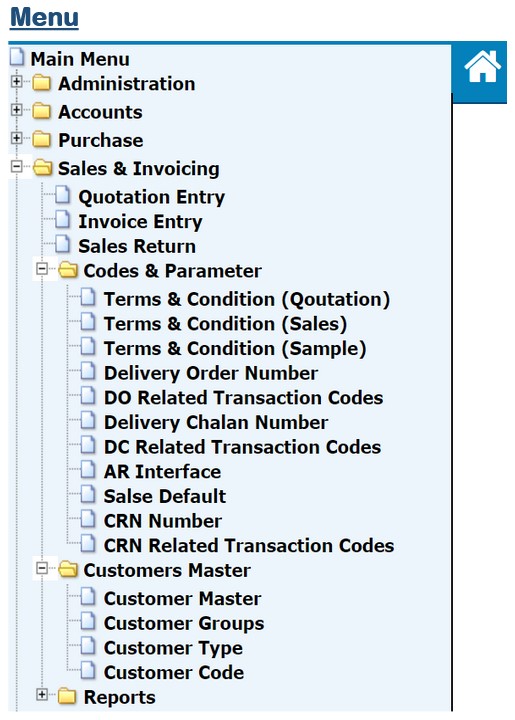 Menu
Main Menu
Administration
Accounts
Purchase
Sales & Invoicing
Quotation Entry
Invoice Entry
Sales Return
Codes & Parameter
Terms & Condition (Qoutation)
Terms & Condition (Sales)
Terms & Condition (Sample)
Delivery Order Number
DO Related Transaction Codes
Delivery Chalan Number
DC Related Transaction Codes
AR Interface
Salse Default
CRN Number
CRN Related Transaction Codes
Customers Master
Customer Master
Customer Groups
Customer Type
Customer Code
Reports